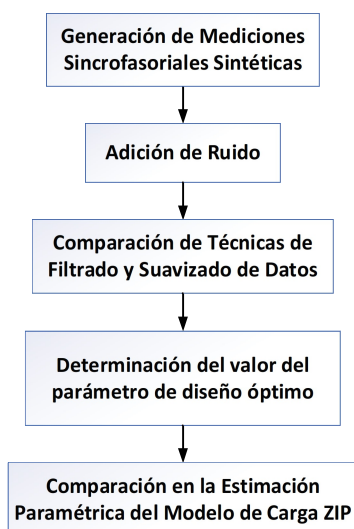 Generación de Mediciones
Sincrofasoriales Sintéticas
Adición de Ruido
Comparación de Técnicas de
Filtrado y Suavizado de Datos
Determinación del valor del
parámetro de diseño óptimo
Comparación en la Estimación
Paramétrica del Modelo de Carga ZIP